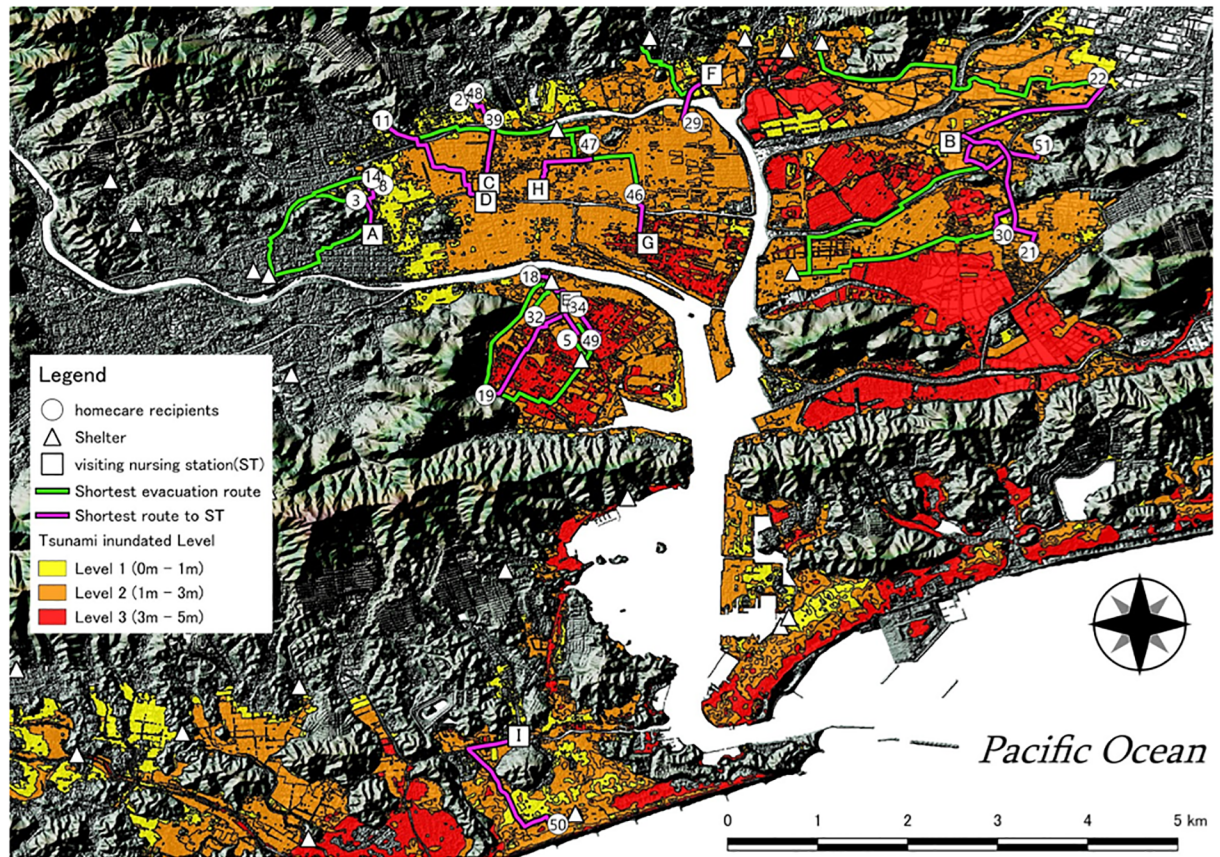 F
22
2
48
11
39
29
47
B
51
14
8
C
H
3
D
46
A
G
30
21
18
E
34
32
5
49
19
Legend
homecare recipients
Shelter
visiting nursing station(ST)
Shortest evacuation route
Shortest route to ST
Tsunami inundated Level
Level 1 (0m - 1m)
Level 2 (1m - 3m)
Level 3 (3m - 5m)
I
Pacific Ocean
50
0 1 2 3 4 5 km